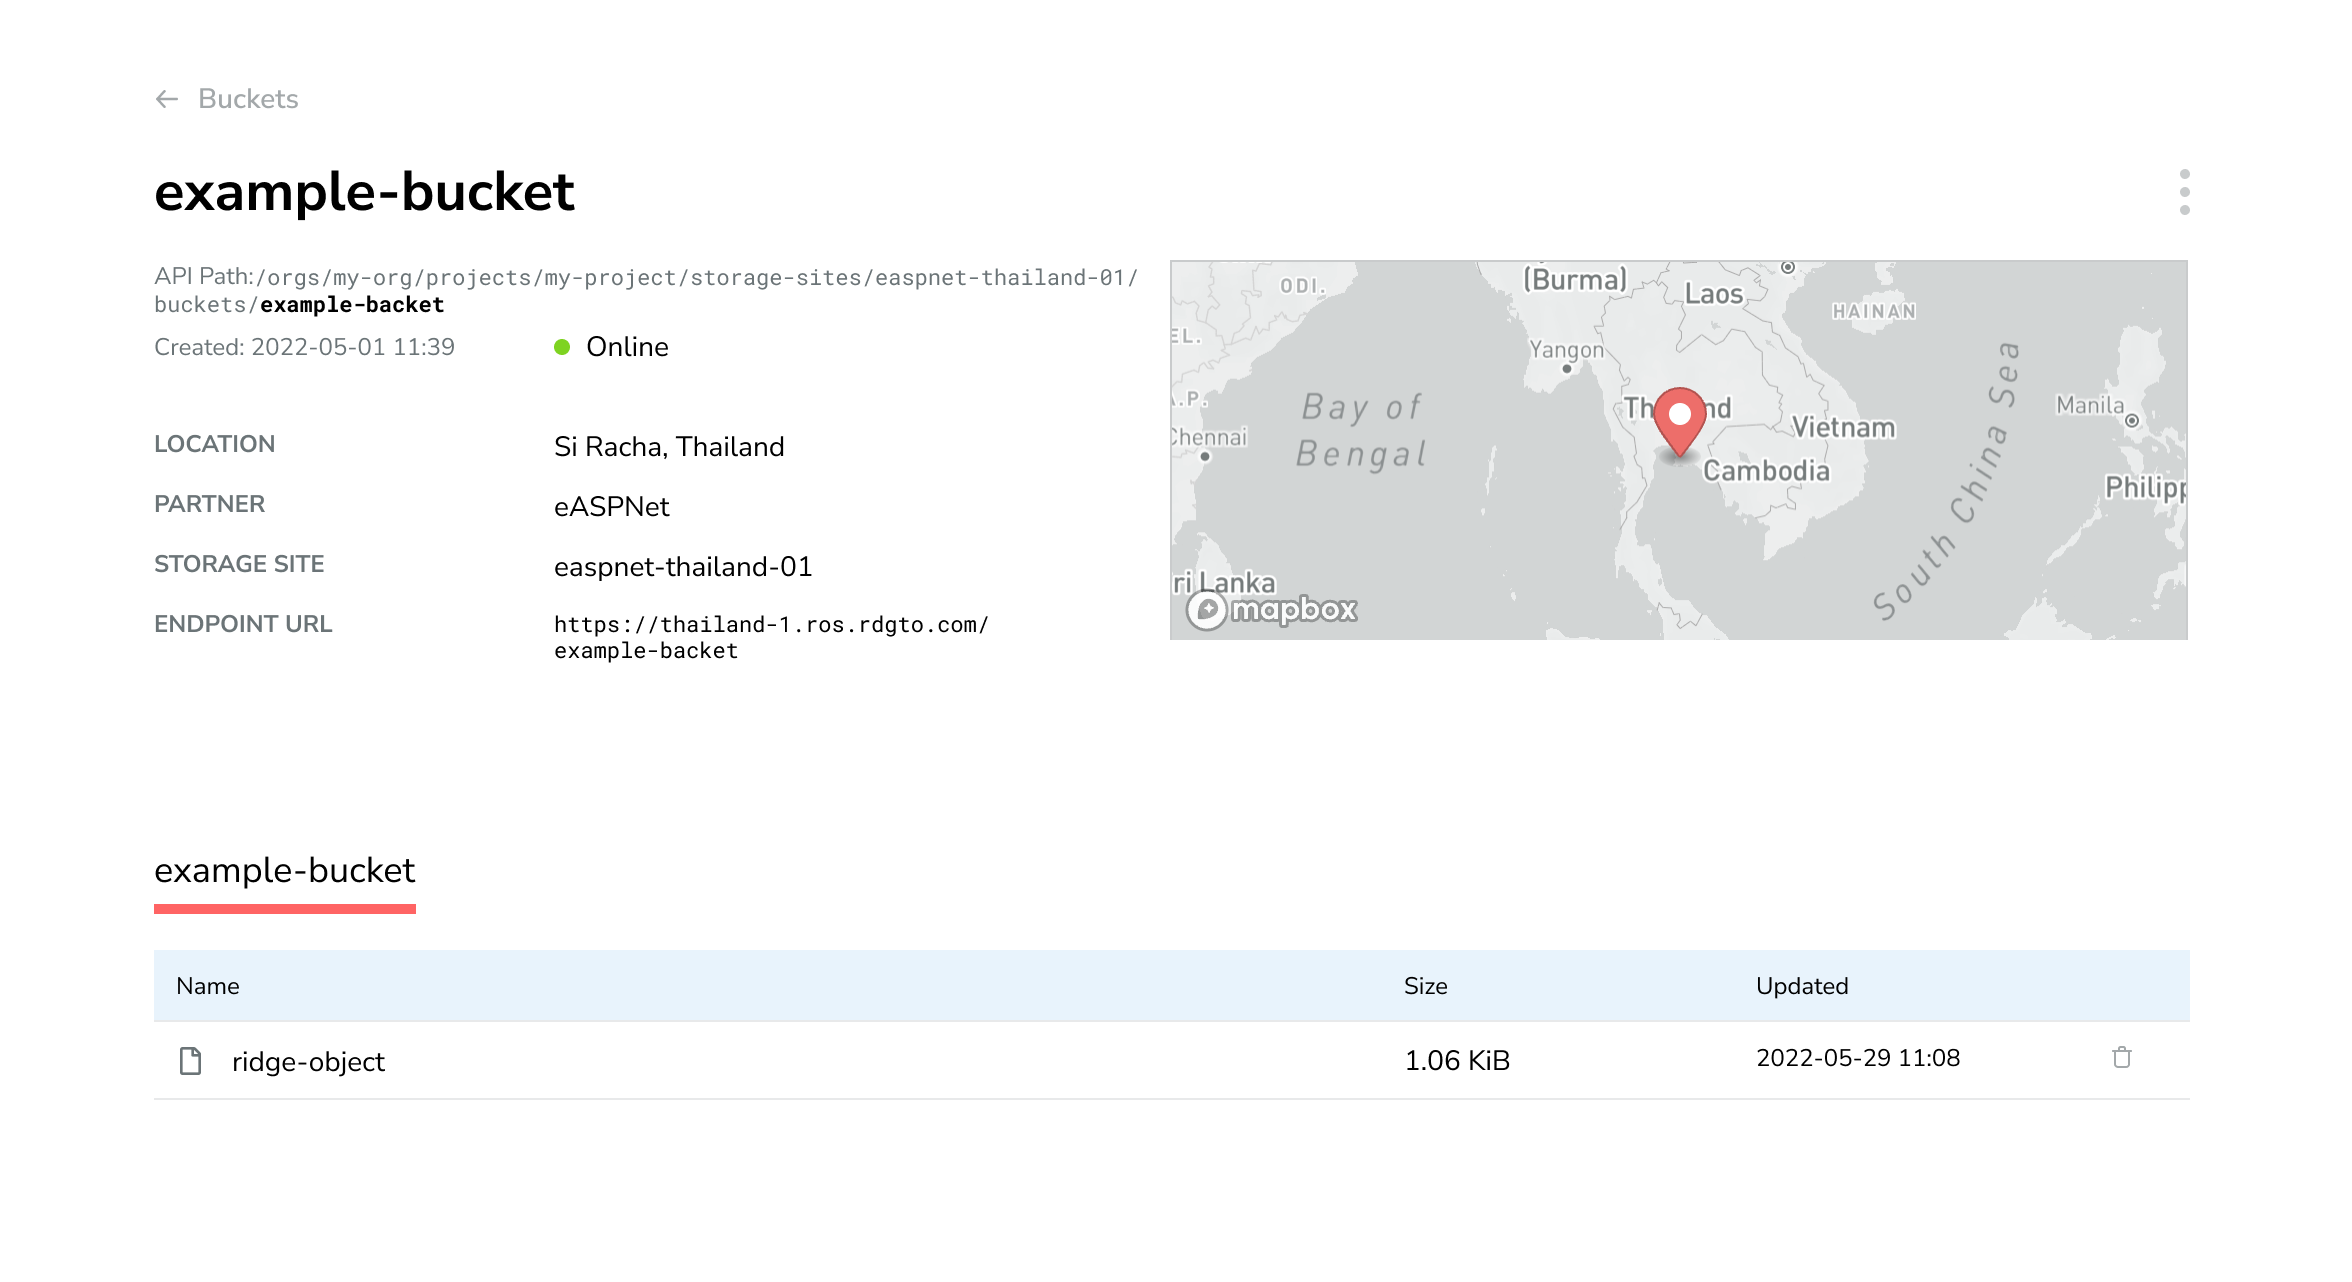 Buckets
example-bucket
API Path:/orgs/my-org/projects/my-project/storage-sites/easpnet-thailand-01/
buckets/example-backet
Created: 2022-05-01 11:39
Online
LOCATION
Si Racha, Thailand
PARTNER
eASPNet
STORAGE SITE
easpnet-thailand-01
ENDPOINT URL
https://thailand-1.ros.rdgto.com/
example-backet
(Burma)
ODI.
Laos
HAINAN
EL.
Yangon
South China Sea
Bay of
Bengal
A.P.
Th nd
Manila
Chennai
Vietnam
Cambodia
Philipp
ri Lanka
mapbox
example-bucket
Name
Size
Updated
ridge-object
1.06 KiB
2022-05-29 11:08